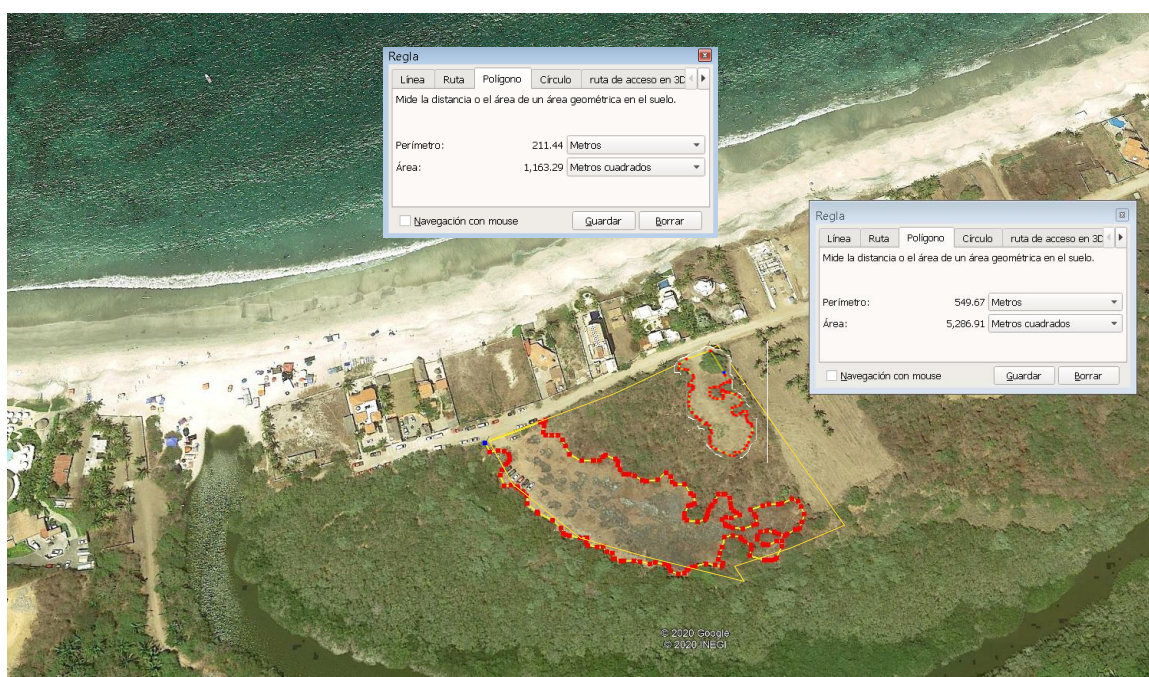 Regla
Línea Ruta Polígono Círculo ruta de acceso en 3D
Mide la distancia o el área de un área geométrica en el suelo.
Perímetro: 211.44 Metros
Área: 1,163.29 Metros cuadrados
Navegación con mouse Guardar Borrar
Regla
Línea Ruta Polígono Círculo ruta de acceso en 3D
Mide la distancia o el área de un área geométrica en el suelo.
Perímetro: 549.67 Metros
Área: 5,286.91 Metros cuadrados
Navegación con mouse Guardar Borrar
© 2020 Google
© 2020 INEGI